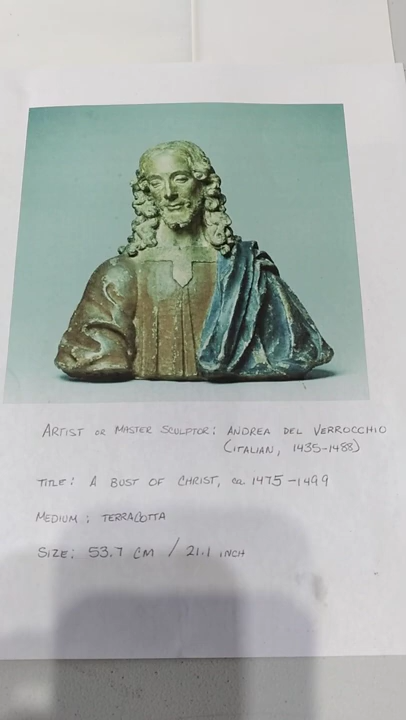 ARTIST OR MASTER SCULPTOR: ANDREA DEL VERROCCHIO
(ITALIAN, 1435-1488)
TITLE: A BUST OF CHRIST, ca. 1475-1499
MEDIUM: TERRACOTTA
SIZE: 53.7 CM / 21.1 INCH